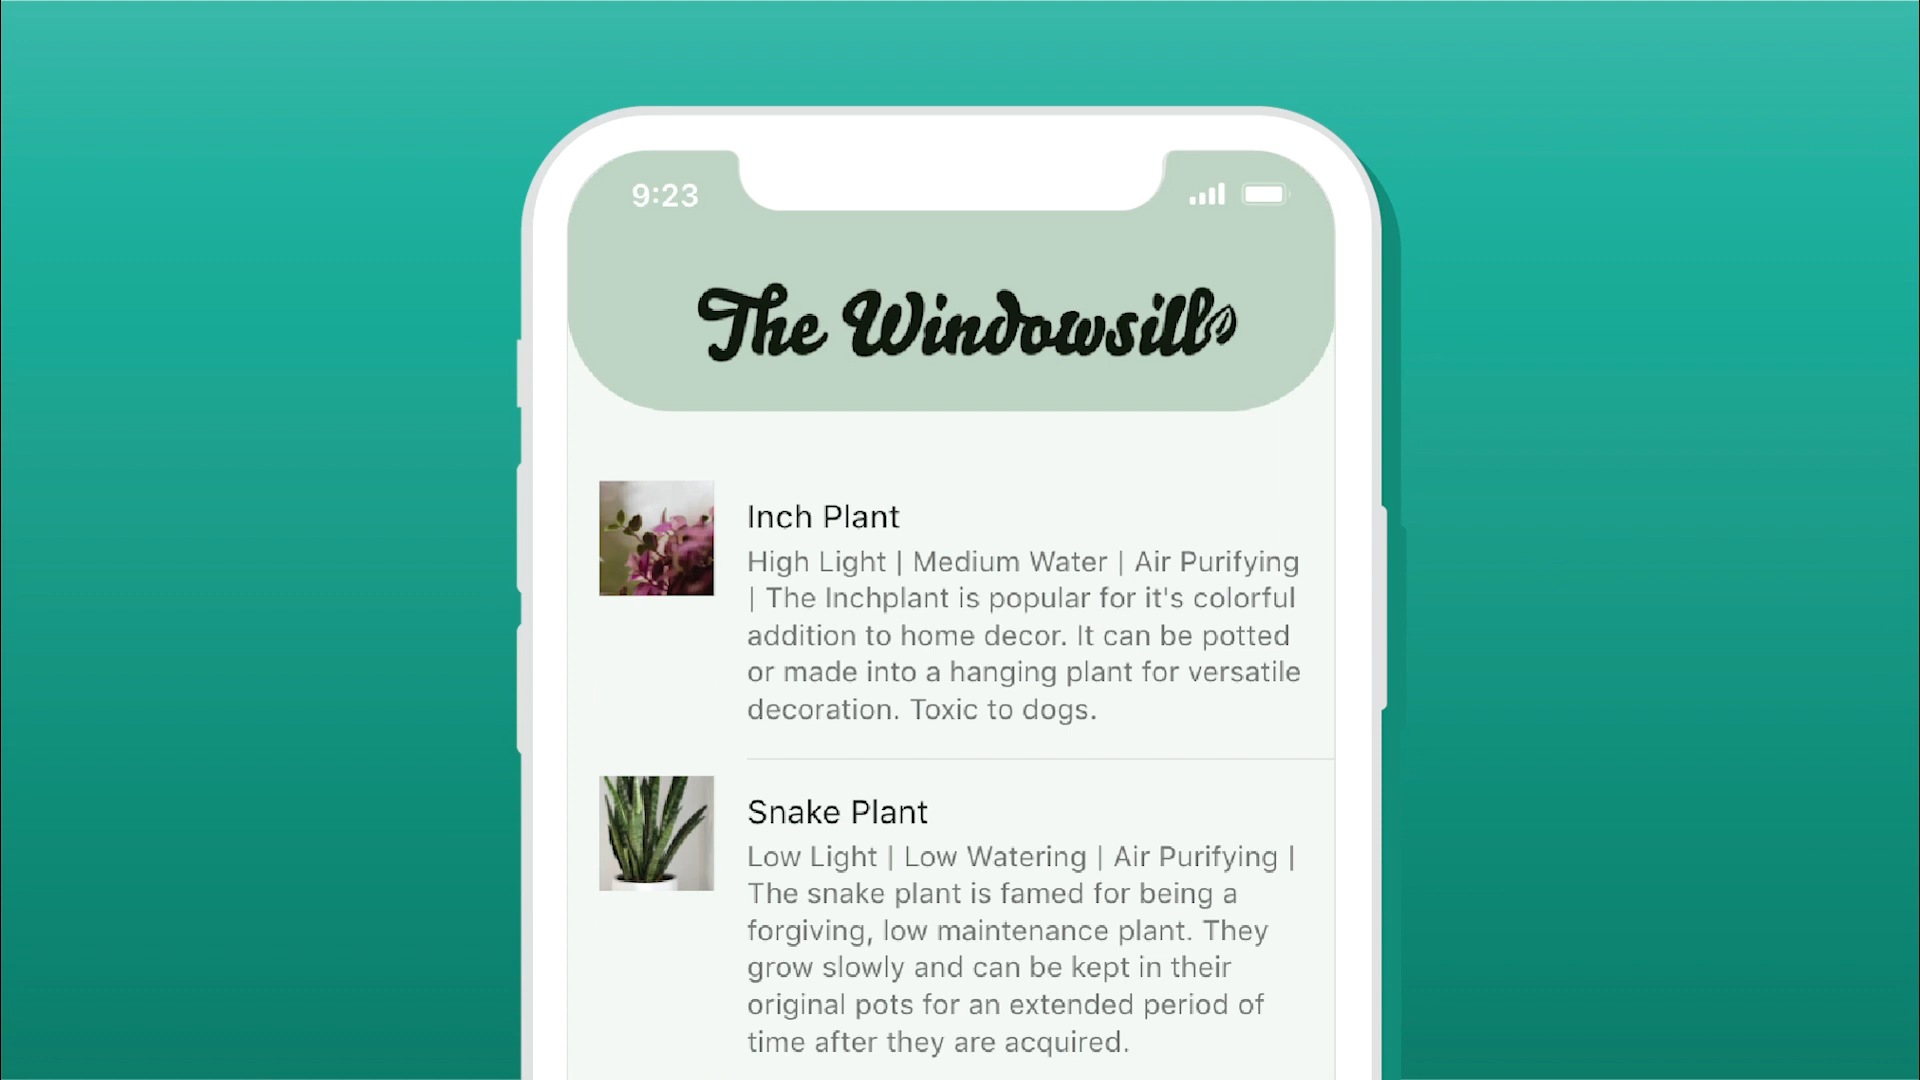 9:23
The Windowsill
Inch Plant
High Light | Medium Water | Air Purifying
| The Inchplant is popular for it's colorful
addition to home decor. It can be potted
or made into a hanging plant for versatile
decoration. Toxic to dogs.
Snake Plant
Low Light | Low Watering | Air Purifying |
The snake plant is famed for being a
forgiving, low maintenance plant. They
grow slowly and can be kept in their
original pots for an extended period of
time after they are acquired.